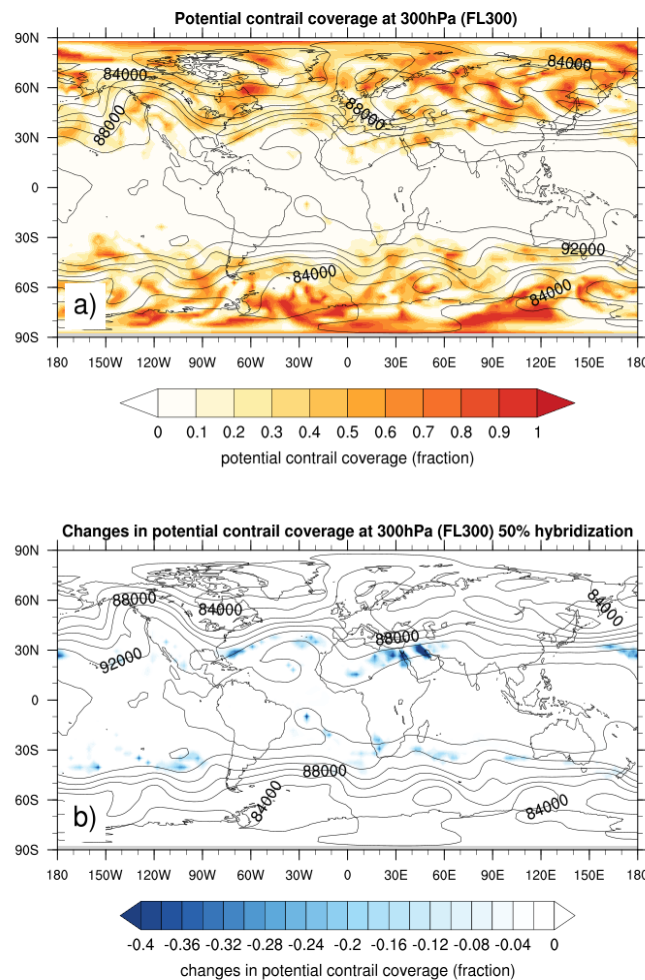 Potential contrail coverage at 300hPa (FL300)
90N
60N
30N
0
30S
60S
90S
84000
84000
88000
88000
92000
84000
84000
a)
180 150W 120W 90W 60W 30W 0 30E 60E 90E 120E 150E 180
0 0.1 0.2 0.3 0.4 0.5 0.6 0.7 0.8 0.9 1
potential contrail coverage (fraction)
Changes in potential contrail coverage at 300hPa (FL300) 50% hybridization
90N
60N
30N
0
30S
60S
90S
88000
84000
84000
88000
92000
88000
84000
84000
b)
180 150W 120W 90W 60W 30W 0 30E 60E 90E 120E 150E 180
-0.4 -0.36 -0.32 -0.28 -0.24 -0.2 -0.16 -0.12 -0.08 -0.04 0
changes in potential contrail coverage (fraction)